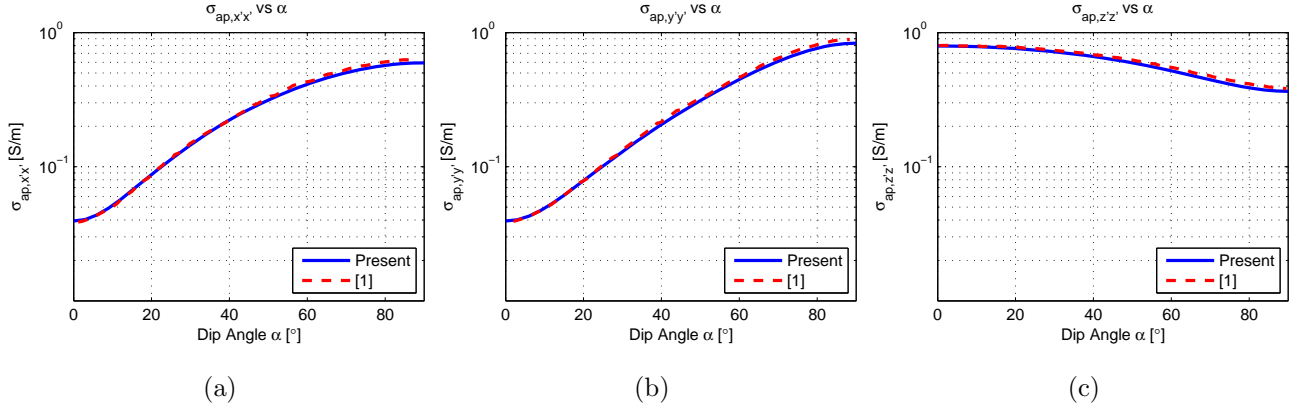 σap,x'x' vs α
10^0
10^-1
σap,x'x' [S/m]
Present
[1]
0 20 40 60 80
Dip Angle α [°]
(a)
σap,y'y' vs α
10^0
10^-1
σap,y'y' [S/m]
Present
[1]
0 20 40 60 80
Dip Angle α [°]
(b)
σap,z'z' vs α
10^0
10^-1
σap,z'z' [S/m]
Present
[1]
0 20 40 60 80
Dip Angle α [°]
(c)